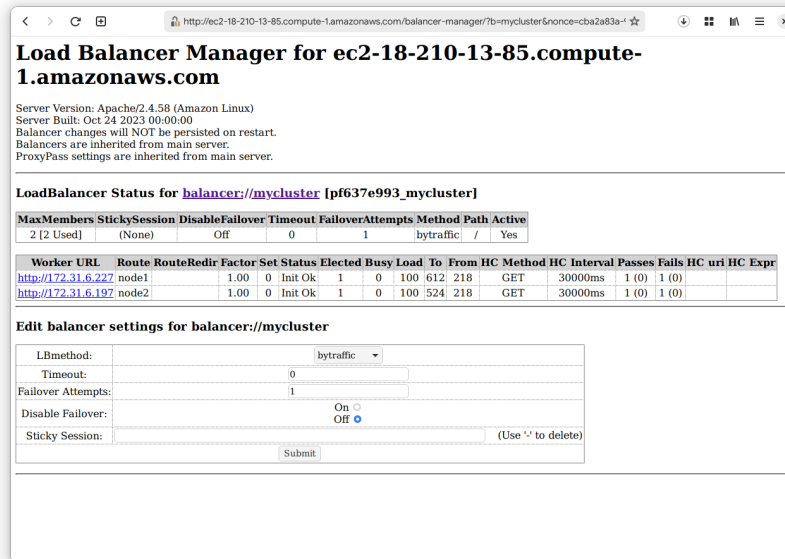 http://ec2-18-210-13-85.compute-1.amazonaws.com/balancer-manager/?b=mycluster&nonce=cba2a83a-
Load Balancer Manager for ec2-18-210-13-85.compute-
1.amazonaws.com
Server Version: Apache/2.4.58 (Amazon Linux)
Server Built: Oct 24 2023 00:00:00
Balancer changes will NOT be persisted on restart.
Balancers are inherited from main server.
ProxyPass settings are inherited from main server.
LoadBalancer Status for balancer://mycluster [pf637e993_mycluster]
MaxMembers StickySession DisableFailover Timeout FailoverAttempts Method Path Active
2 [2 Used] (None) Off 0 1 bytraffic / Yes
Worker URL Route RouteRedir Factor Set Status Elected Busy Load To From HC Method HC Interval Passes Fails HC uri HC Expr
http://172.31.6.227 node1 1.00 0 Init Ok 1 0 100 612 218 GET 30000ms 1 (0) 1 (0)
http://172.31.6.197 node2 1.00 0 Init Ok 1 0 100 524 218 GET 30000ms 1 (0) 1 (0)
Edit balancer settings for balancer://mycluster
LBmethod: bytraffic
Timeout: 0
Failover Attempts: 1
Disable Failover: On
Off
Sticky Session: (Use '-' to delete)
Submit